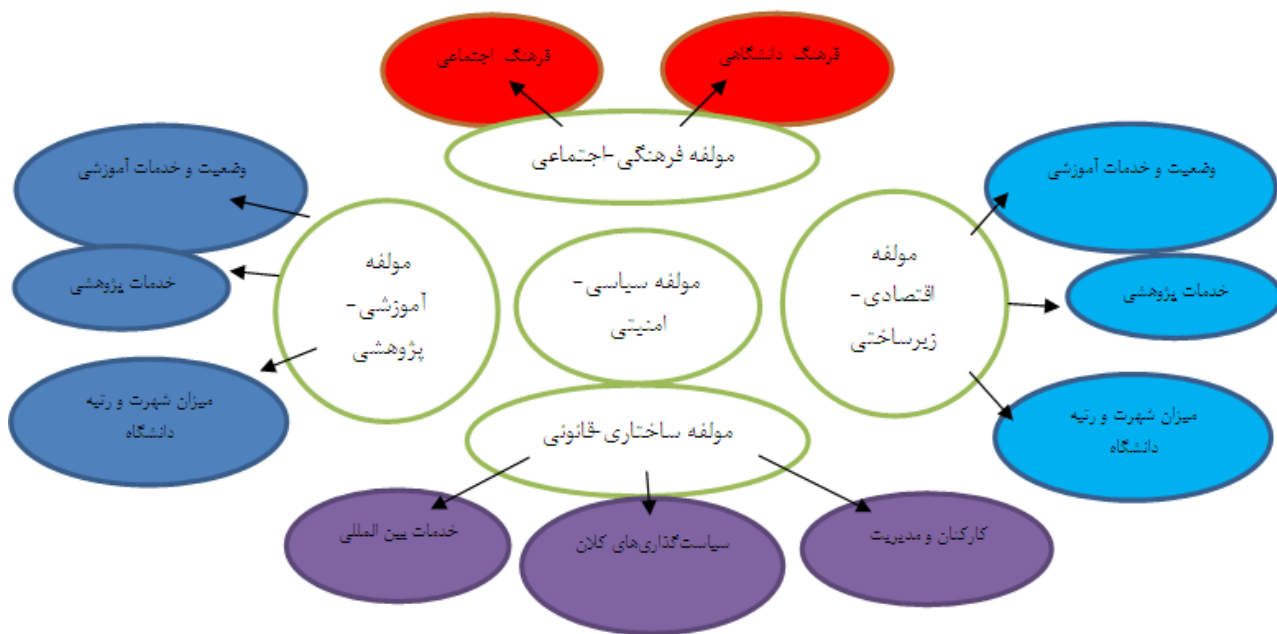 فرهنگ دانشگاهی
فرهنگ اجتماعی
مولفه فرهنگی-اجتماعی
وضعیت و خدمات آموزشی
خدمات پژوهشی
میزان شهرت و رتبه
دانشگاه
مولفه
اقتصادی-
زیرساختی
مولفه سیاسی-
امنیتی
مولفه
آموزشی-
پژوهشی
وضعیت و خدمات آموزشی
خدمات پژوهشی
میزان شهرت و رتبه
دانشگاه
مولفه ساختاری-قانونی
کارکنان و مدیریت
سیاست‌گذاری‌های کلان
خدمات بین المللی